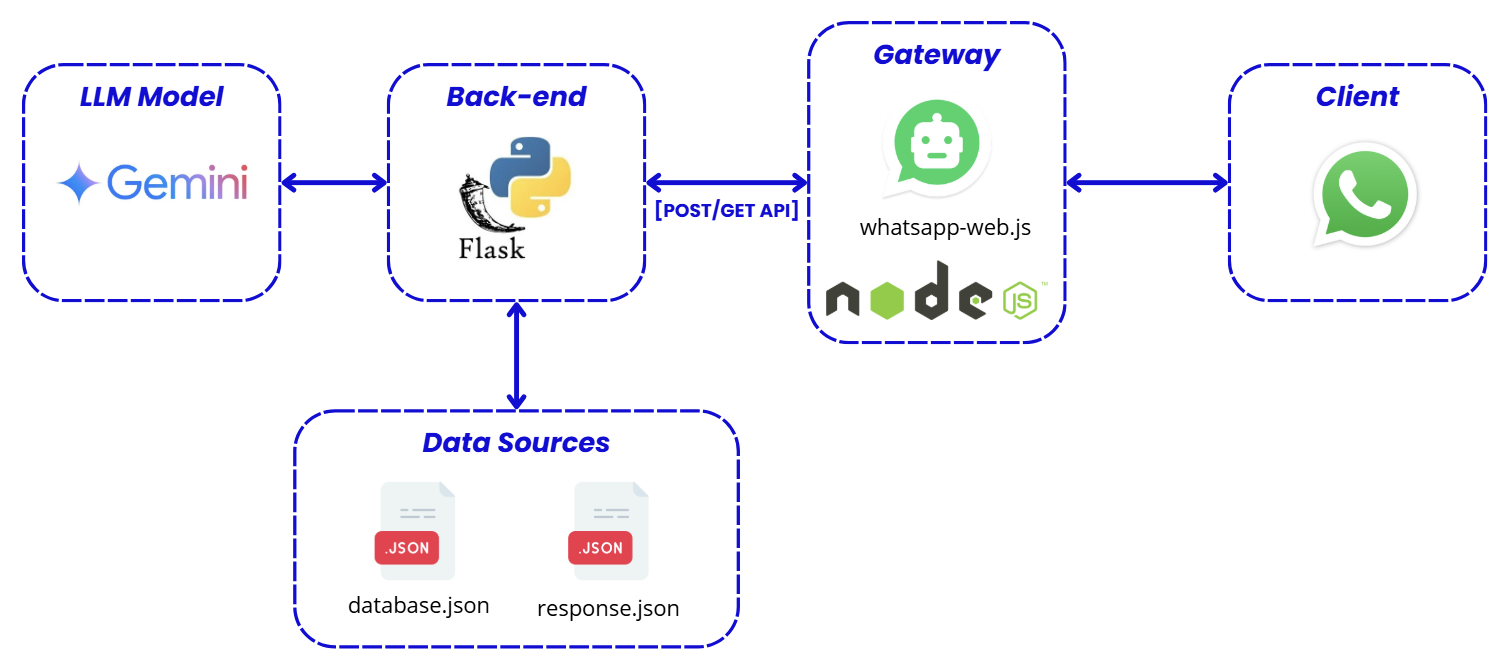 LLM Model
Gemini
Back-end
Flask
[POST/GET API]
Gateway
whatsapp-web.js
node JS™
Client
Data Sources
.JSON
.JSON
database.json
response.json